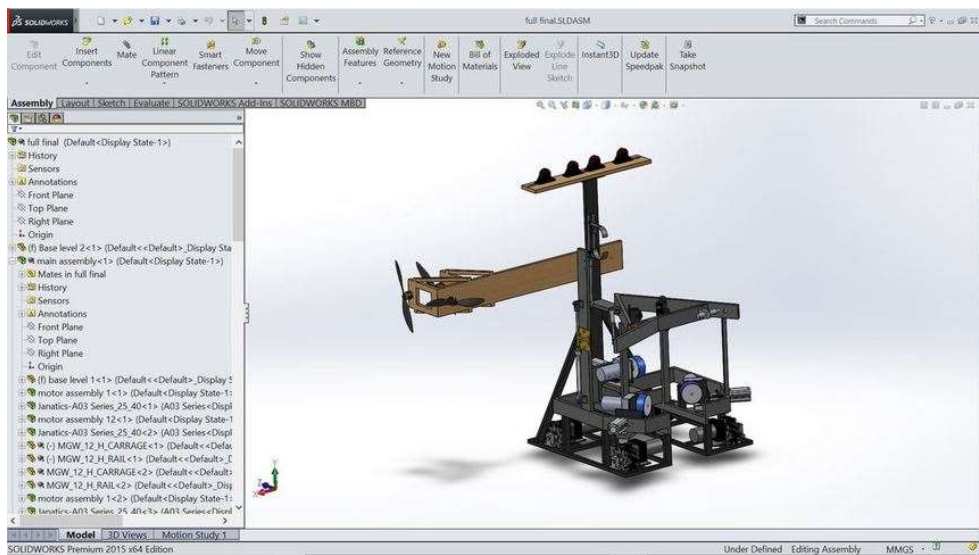 SOLIDWORKS
full final.SLDASM
Search Commands
Edit Component
Insert Components
Mate
Linear Component Pattern
Smart Fasteners
Move Component
Show Hidden Components
Assembly Features
Reference Geometry
New Motion Study
Bill of Materials
Exploded View
Explode Line Sketch
Instant3D
Update Speedpak
Take Snapshot
Assembly | Layout | Sketch | Evaluate | SOLIDWORKS Add-Ins | SOLIDWORKS MBD
full final (Default<Display State-1>)
History
Sensors
Annotations
Front Plane
Top Plane
Right Plane
Origin
(f) Base level 2<1> (Default<<Default>_Display Sta
main assembly<1> (Default<Display State-1>)
Mates in full final
History
Sensors
Annotations
Front Plane
Top Plane
Right Plane
Origin
(f) base level 1<1> (Default<<Default>_Display S
motor assembly 1<1> (Default<Display State-1>
Janatics-A03 Series_25_40<1> (A03 Series<Displ
motor assembly 12<1> (Default<Display State-1
Janatics-A03 Series_25_40<2> (A03 Series<Displ
(-) MGW_12_H_CARRAGE<1> (Default<<Defau
(-) MGW_12_H_RAIL<1> (Default<<Default>_D
MGW_12_H_CARRAGE<2> (Default<<Default>
MGW_12_H_RAIL<2> (Default<<Default>_Disp
motor assembly 1<2> (Default<Display State-1>
Janatics-A03 Series_25_40<3> (A03 Series<Displ
Model
3D Views
Motion Study 1
SOLIDWORKS Premium 2015 x64 Edition
Under Defined
Editing Assembly
MMGS